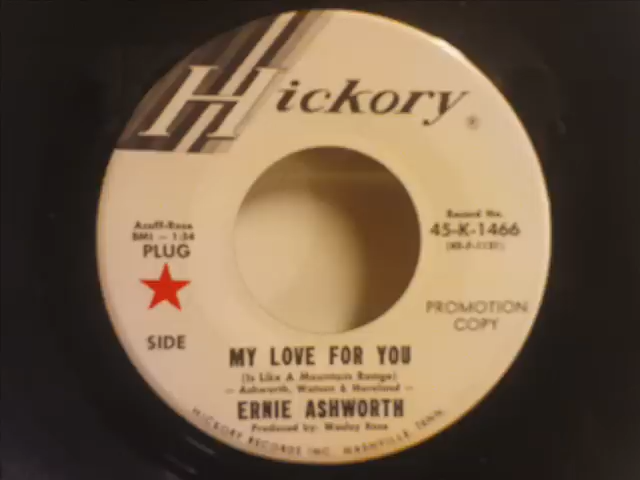 Hickory
®
Acuff-Rose
BMI — 1:54
PLUG
SIDE
Record No.
45-K-1466
PROMOTION
COPY
MY LOVE FOR YOU
(Is Like A Mountain Range)
— Ashworth, Watson & Haveland —
ERNIE ASHWORTH
Produced by: Wesley Rose
HICKORY RECORDS INC. NASHVILLE, TENN.